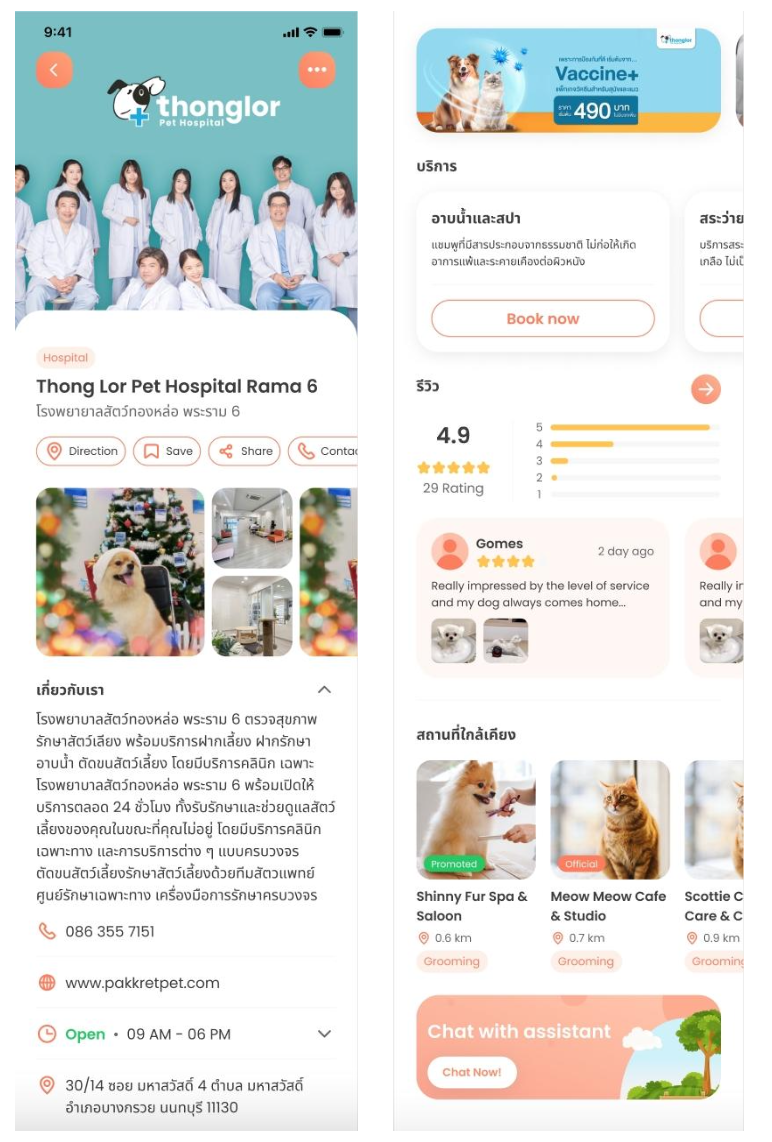 9:41
thonglor
Pet Hospital
Hospital
Thong Lor Pet Hospital Rama 6
โรงพยายาลสัตว์ทองหล่อ พระราม 6
Direction
Save
Share
Contac
เกี่ยวกับเรา
โรงพยาบาลสัตว์ทองหล่อ พระราม 6 ตรวจสุขภาพ
รักษาสัตว์เลี้ยง พร้อมบริการฝากเลี้ยง ฝากรักษา
อาบน้ำ ตัดขนสัตว์เลี้ยง โดยมีบริการคลินิก เฉพาะ
โรงพยาบาลสัตว์ทองหล่อ พระราม 6 พร้อมเปิดให้
บริการตลอด 24 ชั่วโมง ทั้งรับรักษาและช่วยดูแลสัตว์
เลี้ยงของคุณในขณะที่คุณไม่อยู่ โดยมีบริการคลินิก
เฉพาะทาง และการบริการต่าง ๆ แบบครบวงจร
ตัดขนสัตว์เลี้ยงรักษาสัตว์เลี้ยงด้วยทีมสัตวแพทย์
ศูนย์รักษาเฉพาะทาง เครื่องมือการรักษาครบวงจร
086 355 7151
www.pakkretpet.com
Open • 09 AM - 06 PM
30/14 ซอย มหาสวัสดิ์ 4 ตำบล มหาสวัสดิ์
อำเภอบางกรวย นนทบุรี 11130
thonglor
Vaccine+
ราคา
490 บาท
บริการ
อาบน้ำและสปา
แชมพูที่มีสารประกอบจากธรรมชาติ ไม่ก่อให้เกิด
อาการแพ้และระคายเคืองต่อผิวหนัง
Book now
สระว่าย
บริการสระ
เกลือ ไม่เป็
รีวิว
4.9
29 Rating
5
4
3
2
1
Gomes
2 day ago
Really impressed by the level of service
and my dog always comes home...
Really in
and my
สถานที่ใกล้เคียง
Promoted
Shinny Fur Spa &
Saloon
0.6 km
Grooming
Official
Meow Meow Cafe
& Studio
0.7 km
Grooming
Scottie C
Care & C
0.9 km
Grooming
Chat with assistant
Chat Now!